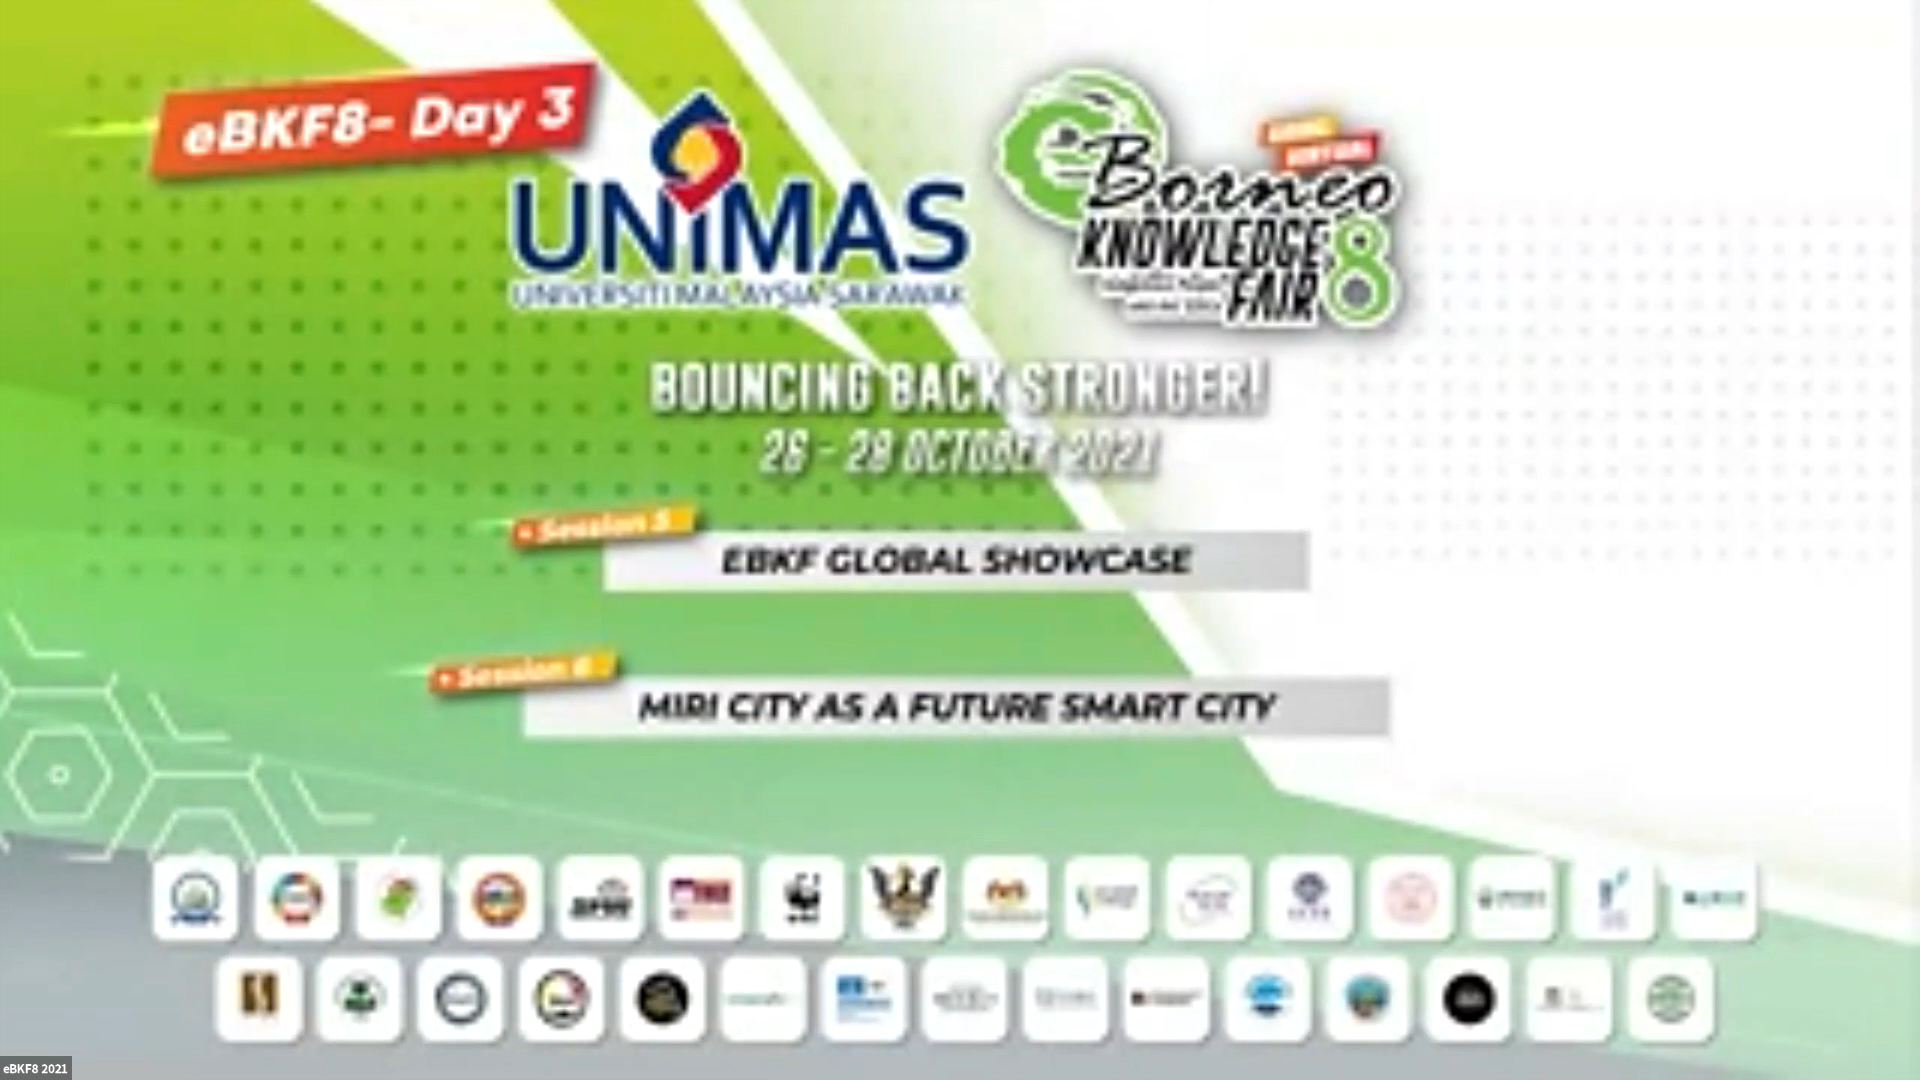 eBKF8- Day 3
UNIMAS
UNIVERSITI MALAYSIA SARAWAK
e Borneo
KNOWLEDGE
FAIR 8
BOUNCING BACK STRONGER!
26 - 28 OCTOBER 2021
• Session 5
EBKF GLOBAL SHOWCASE
• Session 6
MIRI CITY AS A FUTURE SMART CITY
eBKF8 2021